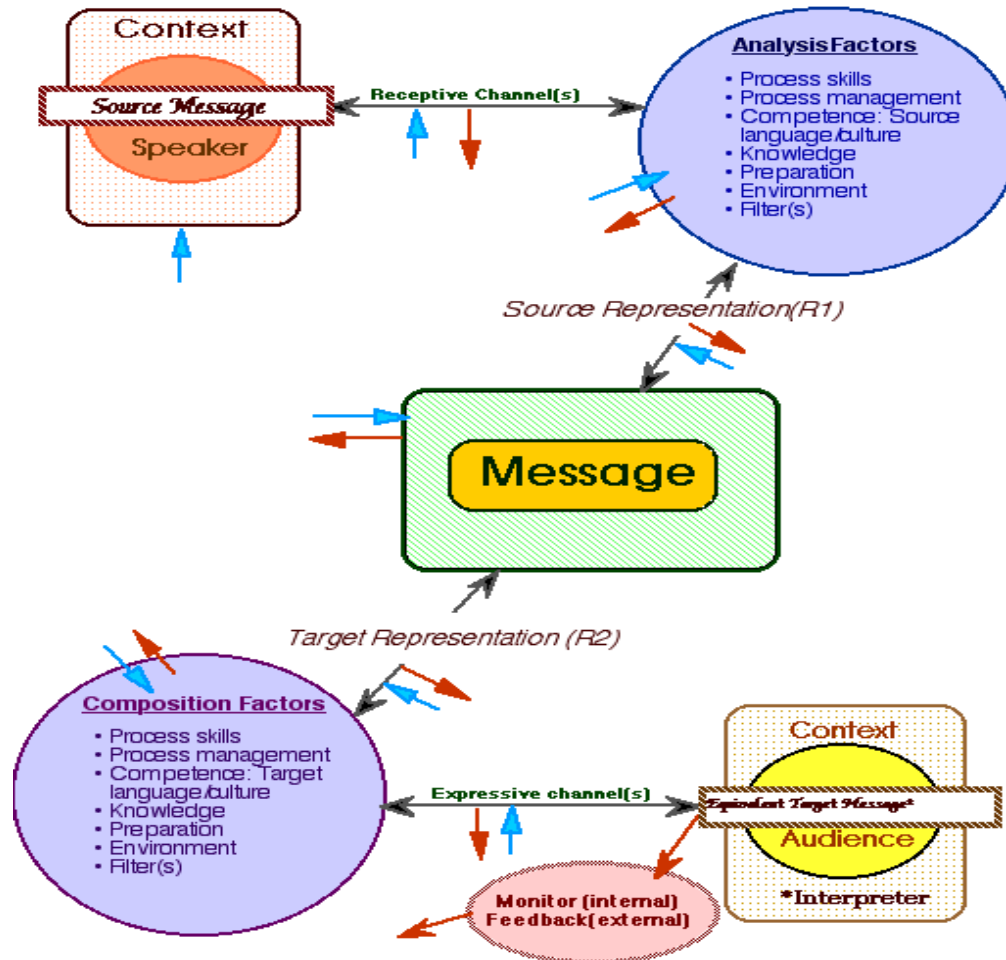 Context
Source Message
Speaker
Receptive Channel(s)
Analysis Factors
• Process skills
• Process management
• Competence: Source
language/culture
• Knowledge
• Preparation
• Environment
• Filter(s)
Source Representation(R1)
Message
Target Representation (R2)
Composition Factors
• Process skills
• Process management
• Competence: Target
language/culture
• Knowledge
• Preparation
• Environment
• Filter(s)
Expressive channel(s)
Context
Equivalent Target Message*
Audience
*Interpreter
Monitor (internal)
Feedback(external)